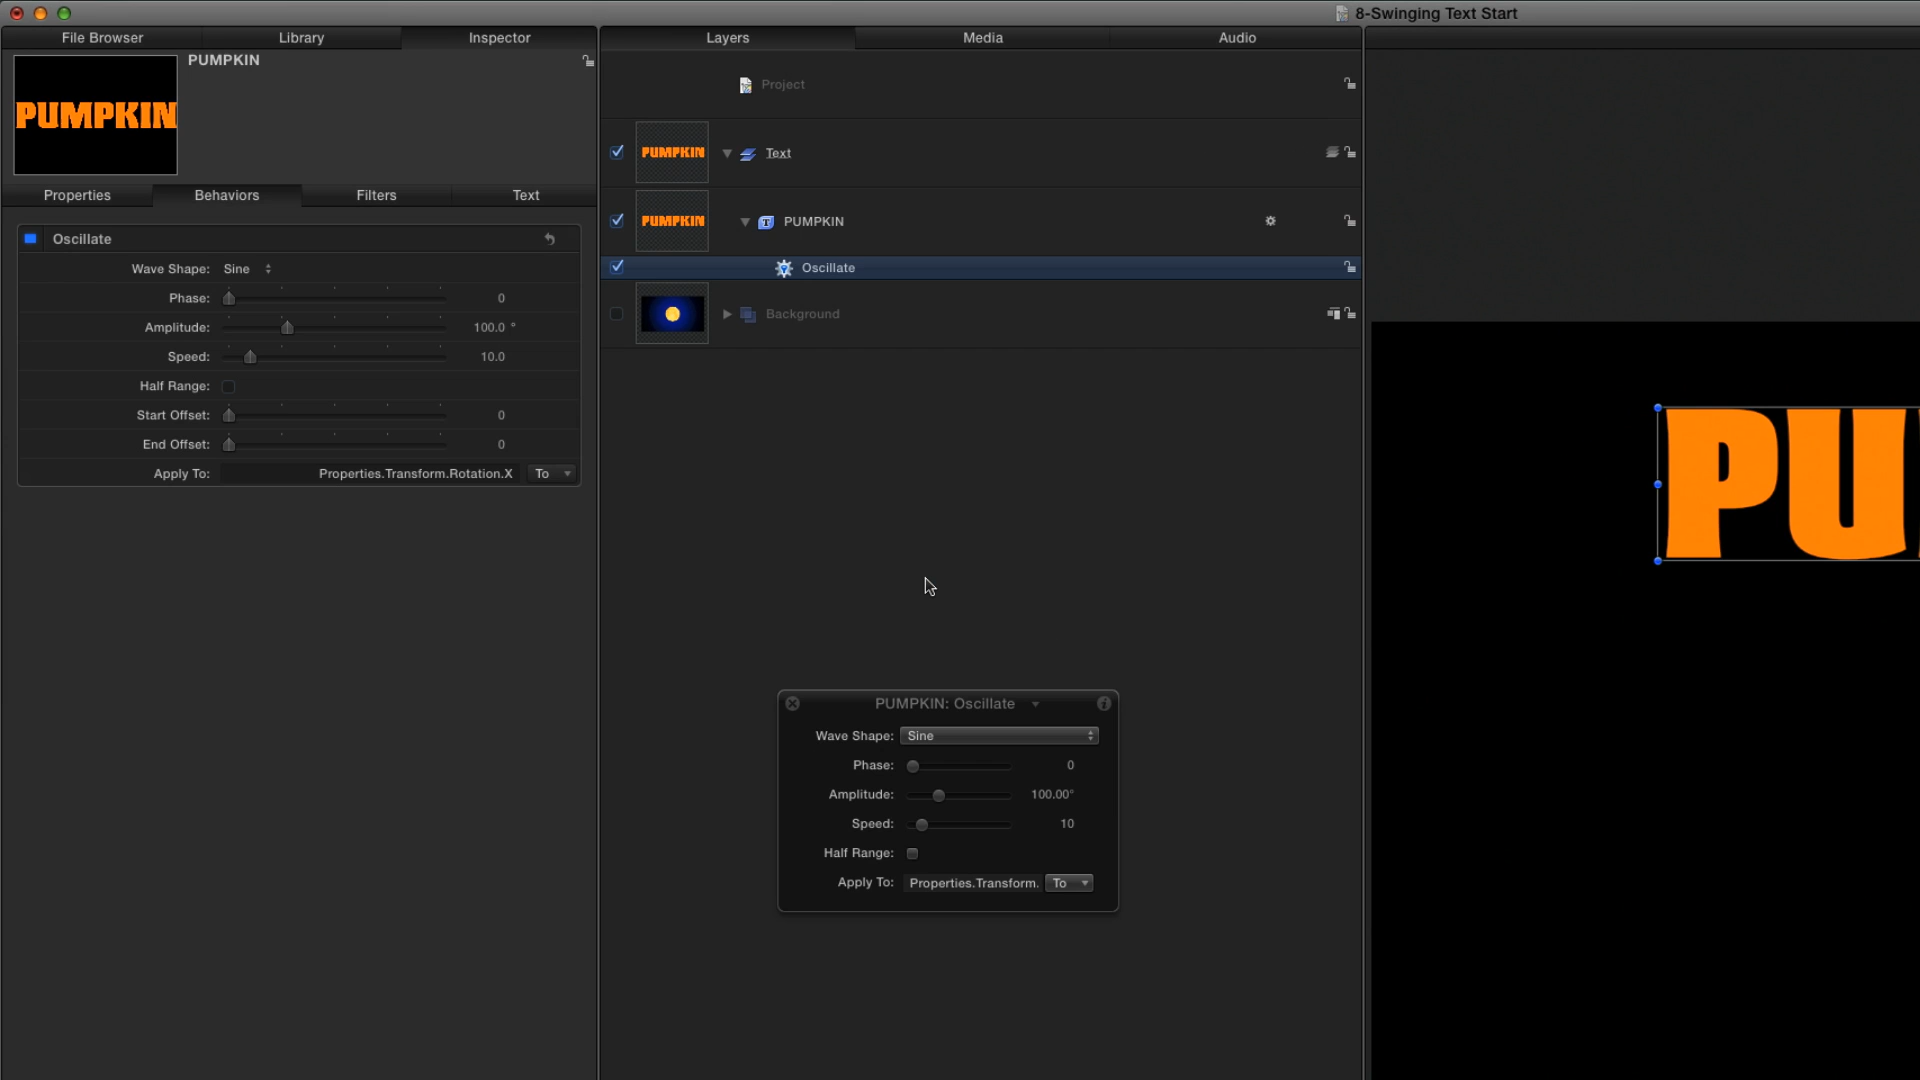 8-Swinging Text Start
File Browser
Library
Inspector
Layers
Media
Audio
PUMPKIN
PUMPKIN
Project
PUMPKIN
Text
Properties
Behaviors
Filters
Text
PUMPKIN
PUMPKIN
Oscillate
Oscillate
Wave Shape: Sine
Phase: 0
Amplitude: 100.0 °
Speed: 10.0
Half Range:
Start Offset: 0
End Offset: 0
Apply To: Properties.Transform.Rotation.X To
Background
PU
PUMPKIN: Oscillate
Wave Shape: Sine
Phase: 0
Amplitude: 100.00°
Speed: 10
Half Range:
Apply To: Properties.Transform. To